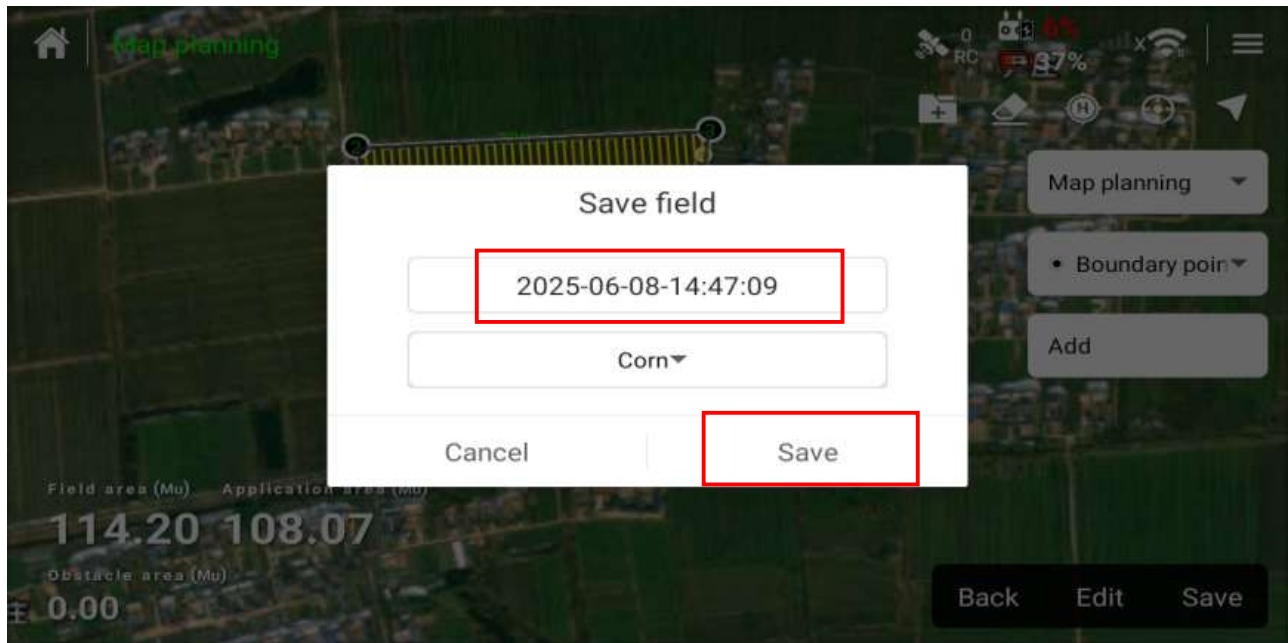 Map planning
0
RC
6%
37%
x
H
2
3
Save field
2025-06-08-14:47:09
Corn
Cancel
Save
Map planning
Boundary poin
Add
Field area (Mu) Application area (Mu)
114.20 108.07
Obstacle area (Mu)
0.00
Back Edit Save